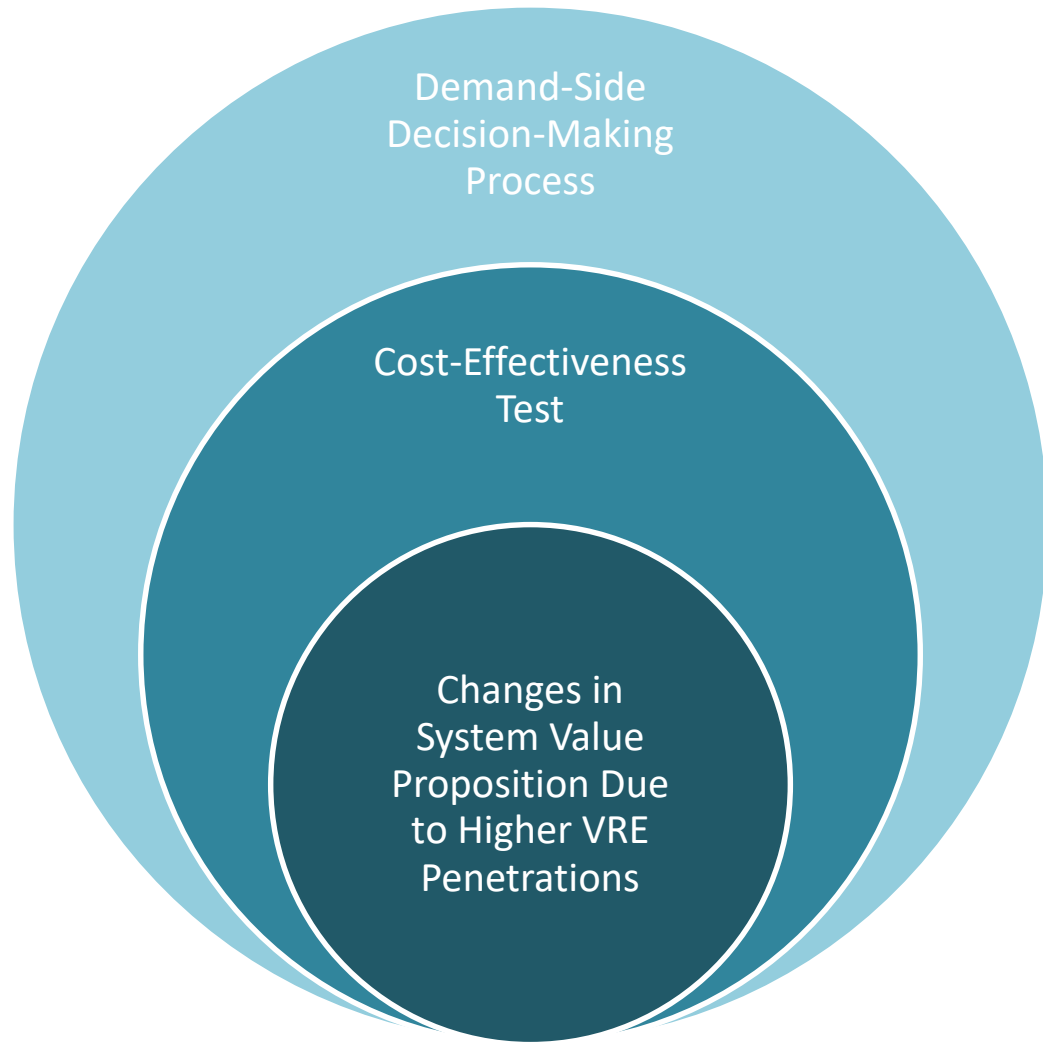 Demand-Side
Decision-Making
Process
Cost-Effectiveness
Test
Changes in
System Value
Proposition Due
to Higher VRE
Penetrations